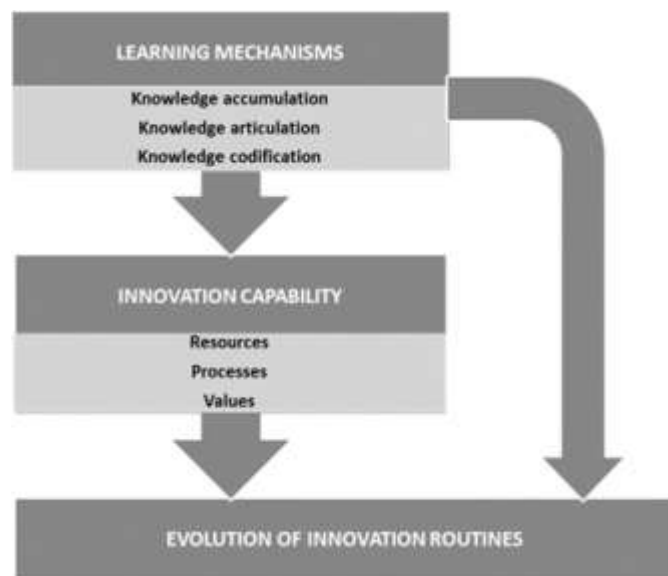 LEARNING MECHANISMS
Knowledge accumulation
Knowledge articulation
Knowledge codification
INNOVATION CAPABILITY
Resources
Processes
Values
EVOLUTION OF INNOVATION ROUTINES